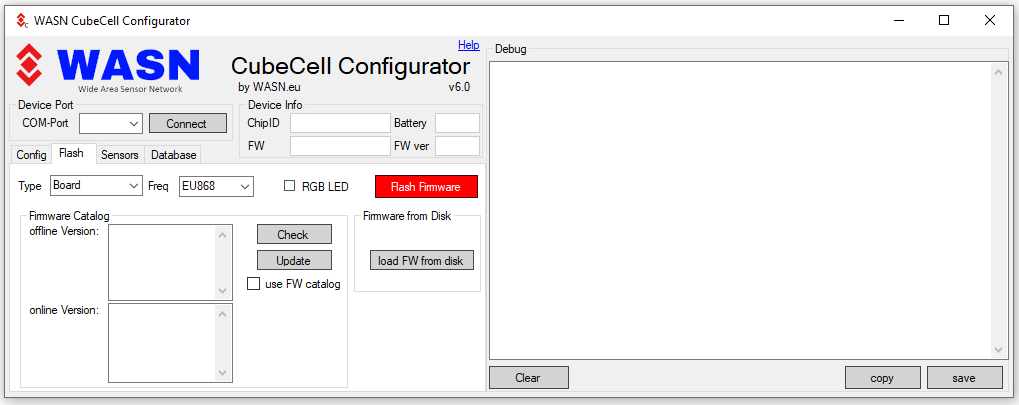 WASN CubeCell Configurator
Help
WASN
Wide Area Sensor Network
CubeCell Configurator
by WASN.eu
v6.0
Device Port
COM-Port
Connect
Device Info
ChipID
Battery
FW
FW ver
Config
Flash
Sensors
Database
Type
Board
Freq
EU868
RGB LED
Flash Firmware
Firmware Catalog
offline Version:
Check
Update
use FW catalog
online Version:
Firmware from Disk
load FW from disk
Debug
Clear
copy
save